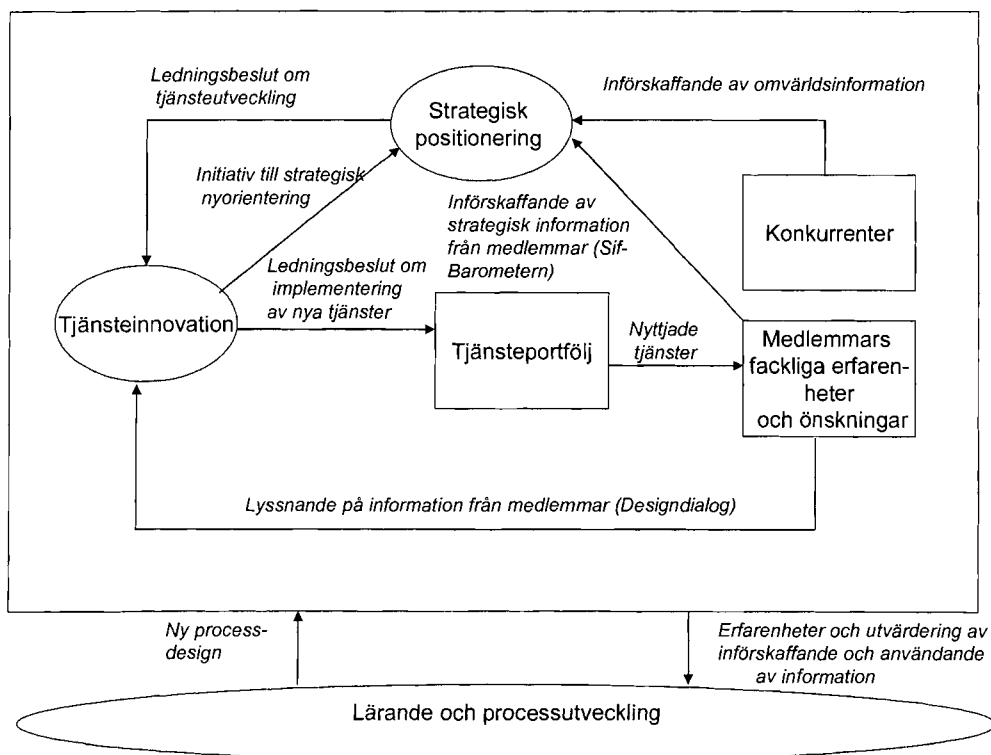 Ledningsbeslut om
tjänsteutveckling
Strategisk
positionering
Införskaffande av omvärldsinformation
Initiativ till strategisk
nyorientering
Införskaffande av
strategisk information
från medlemmar (Sif-
Barometern)
Konkurrenter
Ledningsbeslut om
implementering
av nya tjänster
Tjänsteinnovation
Tjänsteportfölj
Nyttjade
tjänster
Medlemmars
fackliga erfaren-
heter
och önskningar
Lyssnande på information från medlemmar (Designdialog)
Ny process-
design
Erfarenheter och utvärdering av
införskaffande och användande
av information
Lärande och processutveckling